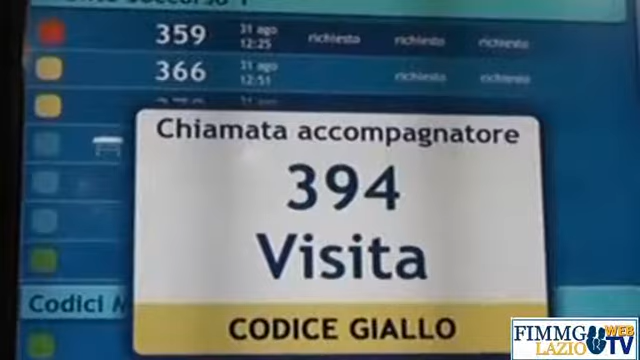 359 31 ago 12:25 richiesto richiesto richiesto
366 31 ago 12:51 richiesto richiesto
Chiamata accompagnatore
394
Visita
Codici
CODICE GIALLO
FIMMG WEB
LAZIO TV